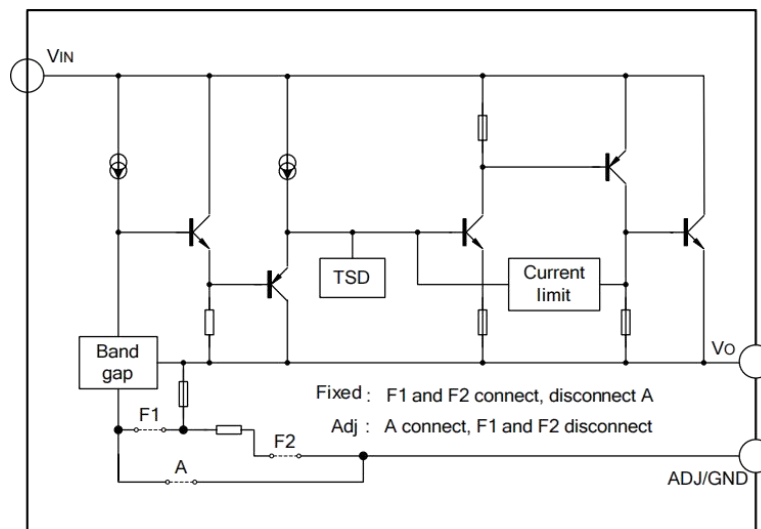 VIN
TSD
Current
limit
Band
gap
VO
Fixed : F1 and F2 connect, disconnect A
F1
Adj : A connect, F1 and F2 disconnect
F2
A
ADJ/GND